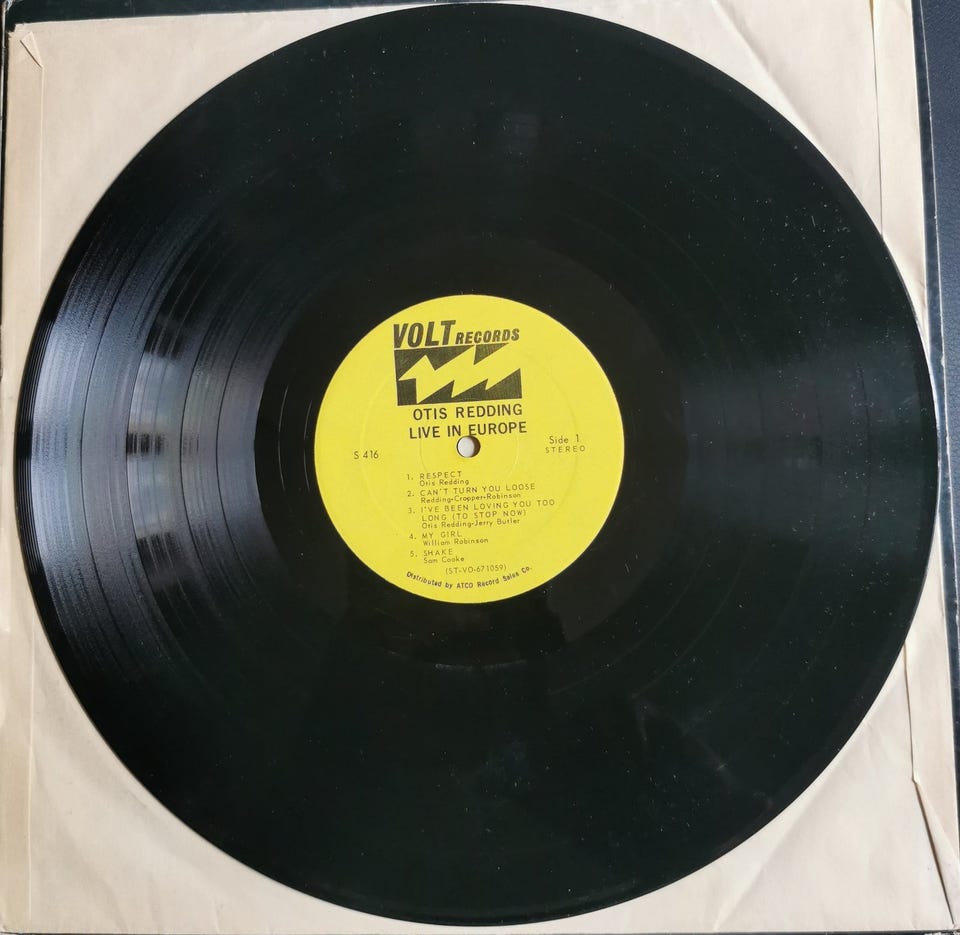 VOLT RECORDS
OTIS REDDING
LIVE IN EUROPE
S 416
Side 1
STEREO
1. RESPECT
Otis Redding
2. CAN'T TURN YOU LOOSE
Redding-Cropper-Robinson
3. I'VE BEEN LOVING YOU TOO
LONG (TO STOP NOW)
Otis Redding-Jerry Butler
4. MY GIRL
William Robinson
5. SHAKE
Sam Cooke
(ST-VO-671059)
Distributed by ATCO Record Sales Co.